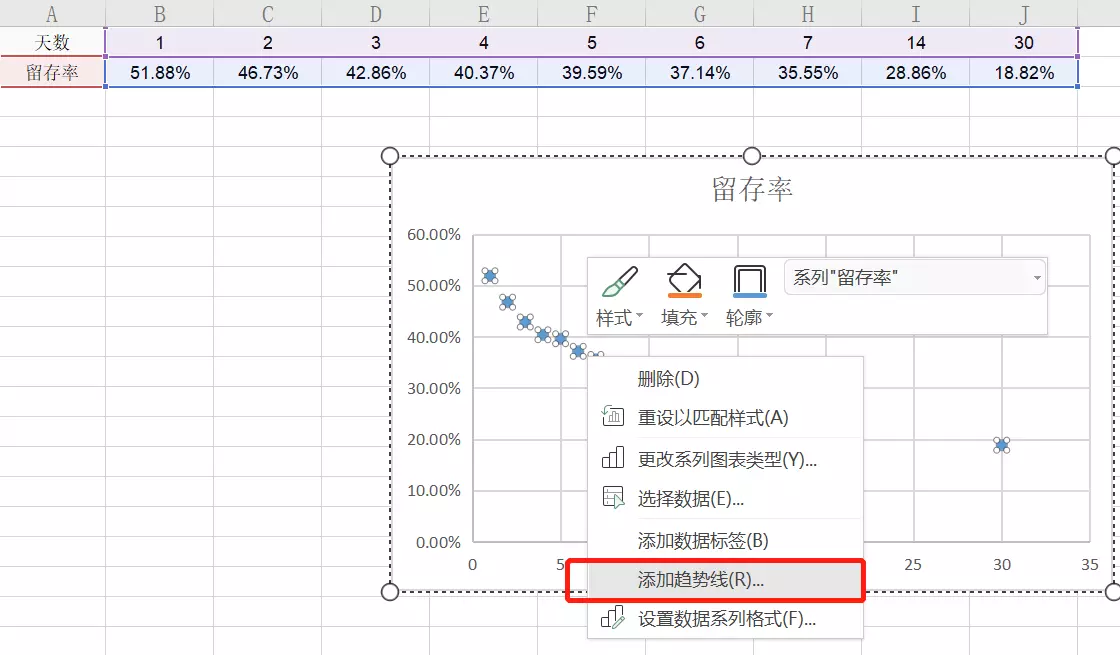 A B C D E F G H I J
天数 1 2 3 4 5 6 7 14 30
留存率 51.88% 46.73% 42.86% 40.37% 39.59% 37.14% 35.55% 28.86% 18.82%
留存率
60.00%
50.00%
40.00%
30.00%
20.00%
10.00%
0.00%
0 5 25 30 35
系列"留存率"
样式 填充 轮廓
删除(D)
重设以匹配样式(A)
更改系列图表类型(Y)...
选择数据(E)...
添加数据标签(B)
添加趋势线(R)...
设置数据系列格式(F)...